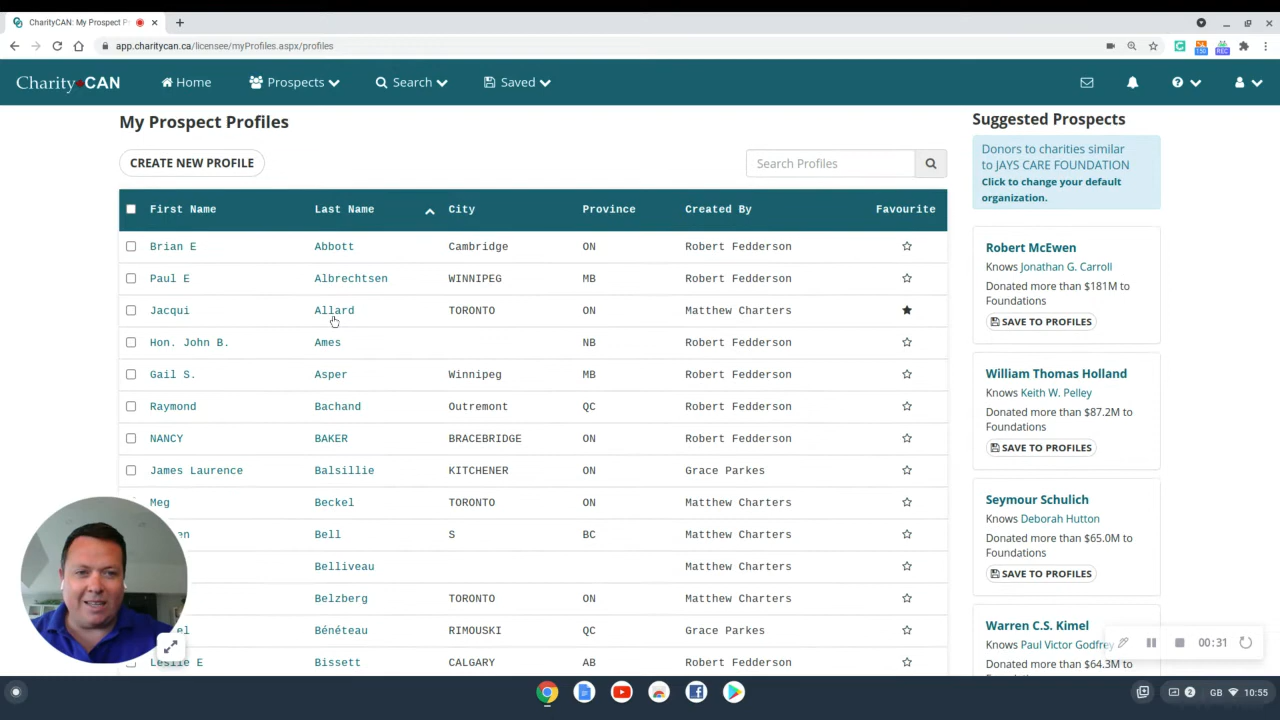 CharityCAN: My Prospect P
app.charitycan.ca/licensee/myProfiles.aspx/profiles
150
REC
Charity CAN
Home
Prospects
Search
Saved
My Prospect Profiles
CREATE NEW PROFILE
Search Profiles
First Name Last Name City Province Created By Favourite
Brian E Abbott Cambridge ON Robert Fedderson
Paul E Albrechtsen WINNIPEG MB Robert Fedderson
Jacqui Allard TORONTO ON Matthew Charters
Hon. John B. Ames NB Robert Fedderson
Gail S. Asper Winnipeg MB Robert Fedderson
Raymond Bachand Outremont QC Robert Fedderson
NANCY BAKER BRACEBRIDGE ON Robert Fedderson
James Laurence Balsillie KITCHENER ON Grace Parkes
Meg Beckel TORONTO ON Matthew Charters
en Bell S BC Matthew Charters
Belliveau Matthew Charters
Belzberg TORONTO ON Matthew Charters
el Bénéteau RIMOUSKI QC Grace Parkes
Leslie E Bissett CALGARY AB Robert Fedderson
Suggested Prospects
Donors to charities similar
to JAYS CARE FOUNDATION
Click to change your default
organization.
Robert McEwen
Knows Jonathan G. Carroll
Donated more than $181M to
Foundations
SAVE TO PROFILES
William Thomas Holland
Knows Keith W. Pelley
Donated more than $87.2M to
Foundations
SAVE TO PROFILES
Seymour Schulich
Knows Deborah Hutton
Donated more than $65.0M to
Foundations
SAVE TO PROFILES
Warren C.S. Kimel
Knows Paul Victor Godfrey
Donated more than $64.3M to
Foundations
00:31
2
GB
10:55